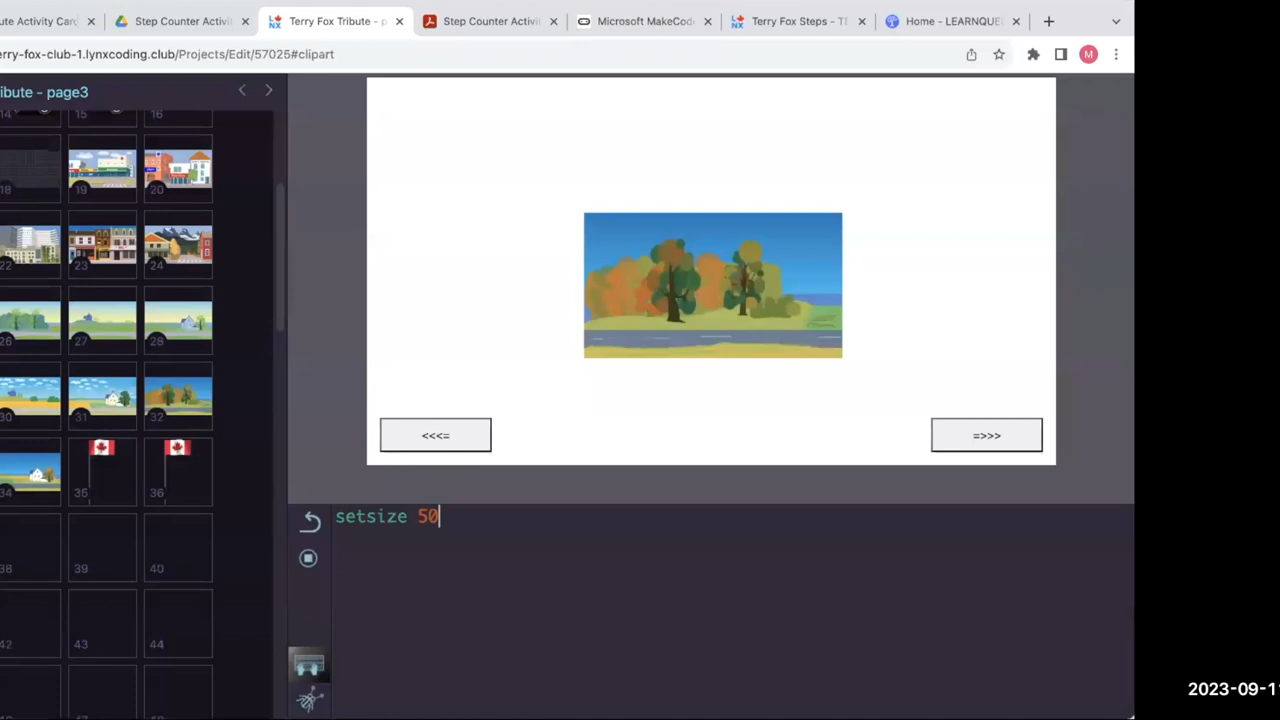 ute Activity Card
Step Counter Activi
Terry Fox Tribute - p
Step Counter Activi
Microsoft MakeCode
Terry Fox Steps - T
Home - LEARNQUE
erry-fox-club-1.lynxcoding.club/Projects/Edit/57025#clipart
M
ibute - page3
14 15 16
18 19 20
22 23 24
26 27 28
30 31 32
34 35 36
38 39 40
42 43 44
<<<=
=>>>
setsize 50
2023-09-1